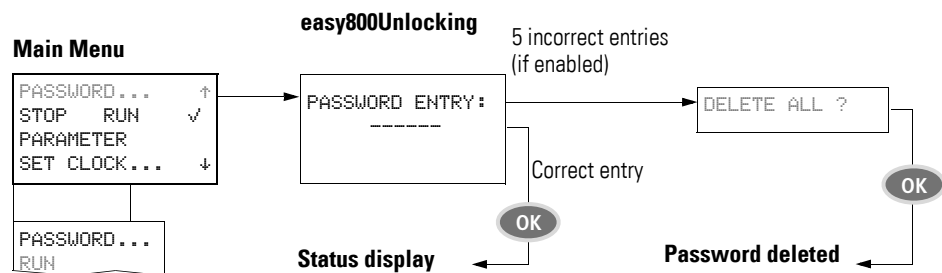 easy800Unlocking
Main Menu
5 incorrect entries
(if enabled)
PASSWORD... ↑
STOP RUN √
PARAMETER
SET CLOCK... ↓
PASSWORD ENTRY:
------
DELETE ALL ?
Correct entry
OK
OK
PASSWORD...
RUN
Status display
Password deleted